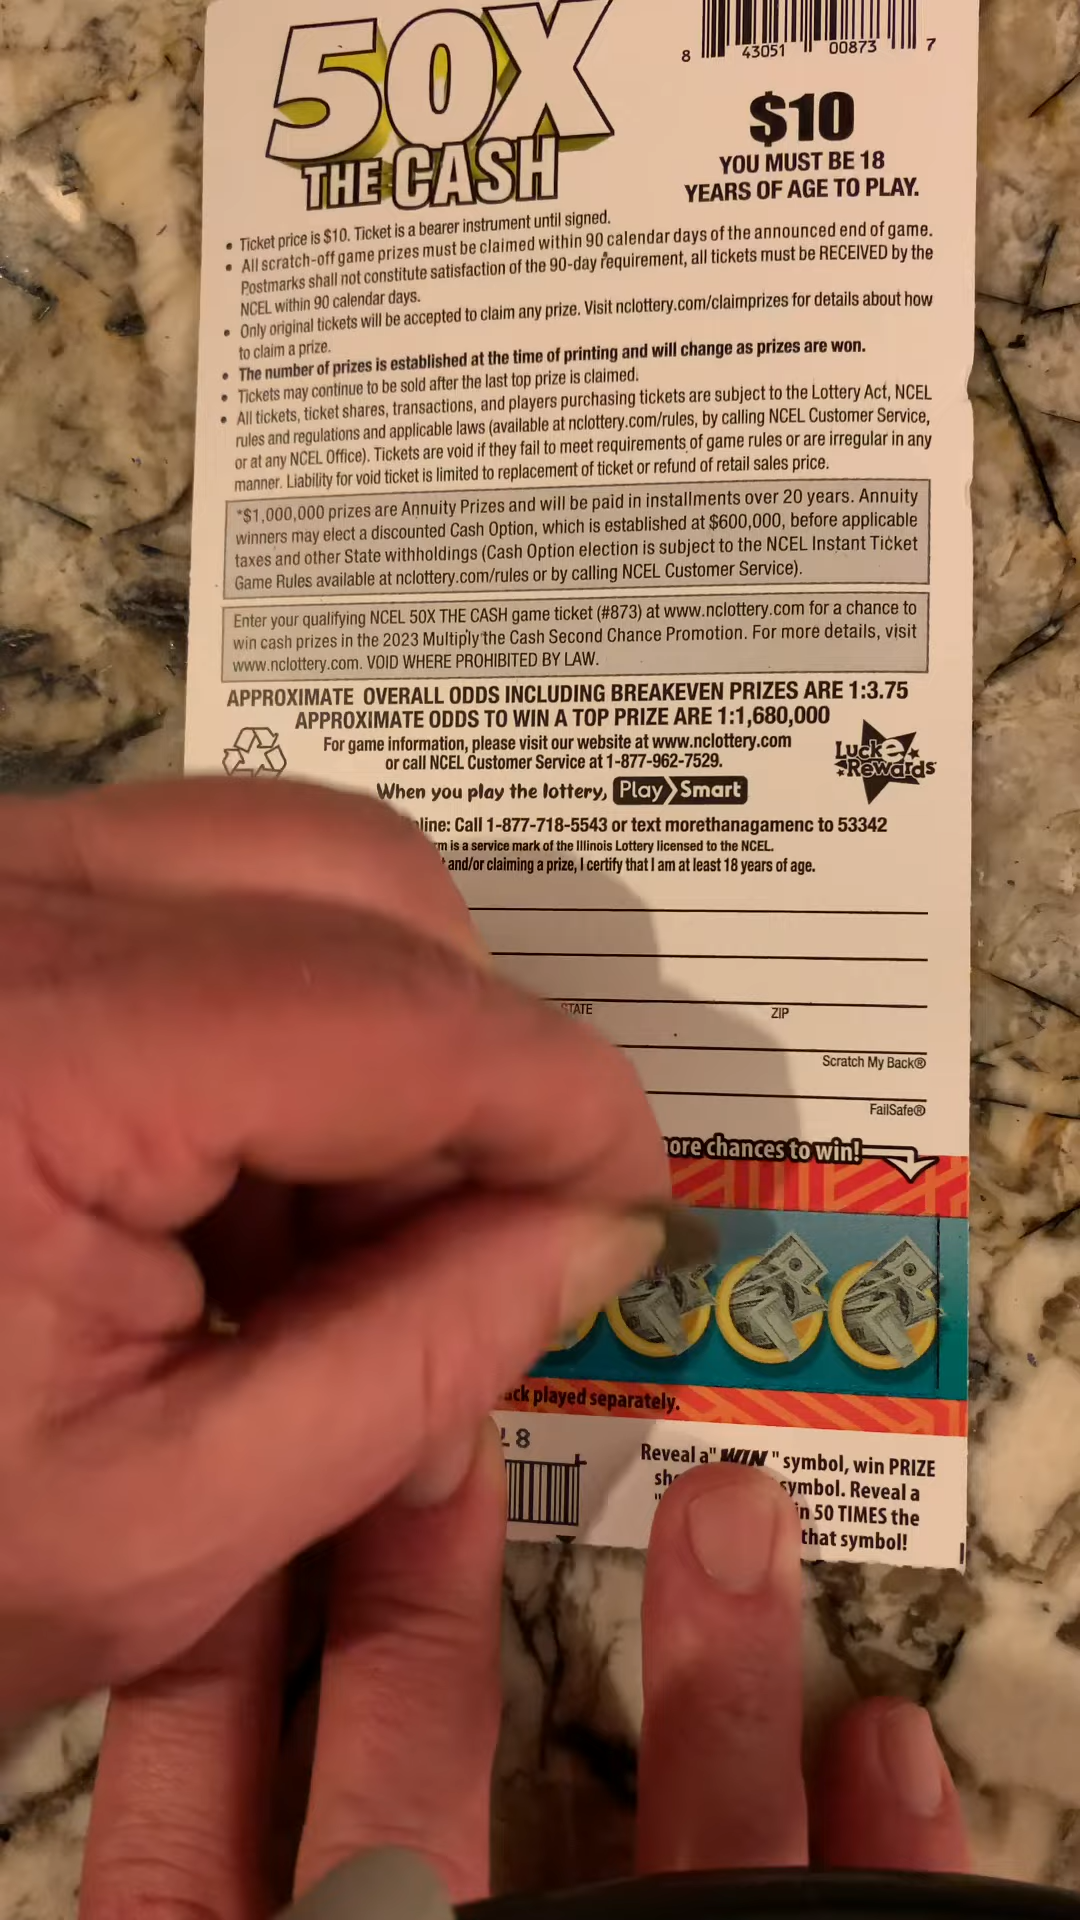 50X
THE CASH
8 43051 00873 7
$10
YOU MUST BE 18
YEARS OF AGE TO PLAY.
• Ticket price is $10. Ticket is a bearer instrument until signed.
• All scratch-off game prizes must be claimed within 90 calendar days of the announced end of game.
Postmarks shall not constitute satisfaction of the 90-day requirement, all tickets must be RECEIVED by the
NCEL within 90 calendar days.
• Only original tickets will be accepted to claim any prize. Visit nclottery.com/claimprizes for details about how
to claim a prize.
• The number of prizes is established at the time of printing and will change as prizes are won.
• Tickets may continue to be sold after the last top prize is claimed.
• All tickets, ticket shares, transactions, and players purchasing tickets are subject to the Lottery Act, NCEL
rules and regulations and applicable laws (available at nclottery.com/rules, by calling NCEL Customer Service,
or at any NCEL Office). Tickets are void if they fail to meet requirements of game rules or are irregular in any
manner. Liability for void ticket is limited to replacement of ticket or refund of retail sales price.
*$1,000,000 prizes are Annuity Prizes and will be paid in installments over 20 years. Annuity
winners may elect a discounted Cash Option, which is established at $600,000, before applicable
taxes and other State withholdings (Cash Option election is subject to the NCEL Instant Ticket
Game Rules available at nclottery.com/rules or by calling NCEL Customer Service).
Enter your qualifying NCEL 50X THE CASH game ticket (#873) at www.nclottery.com for a chance to
win cash prizes in the 2023 Multiply the Cash Second Chance Promotion. For more details, visit
www.nclottery.com. VOID WHERE PROHIBITED BY LAW.
APPROXIMATE OVERALL ODDS INCLUDING BREAKEVEN PRIZES ARE 1:3.75
APPROXIMATE ODDS TO WIN A TOP PRIZE ARE 1:1,680,000
For game information, please visit our website at www.nclottery.com
or call NCEL Customer Service at 1-877-962-7529.
Lucke
Rewards
When you play the lottery, Play Smart
line: Call 1-877-718-5543 or text morethanagamenc to 53342
is a service mark of the Illinois Lottery licensed to the NCEL.
and/or claiming a prize, I certify that I am at least 18 years of age.
STATE ZIP
Scratch My Back®
FailSafe®
ore chances to win!
ack played separately.
8
Reveal a "WIN" symbol, win PRIZE
symbol. Reveal a
in 50 TIMES the
that symbol!